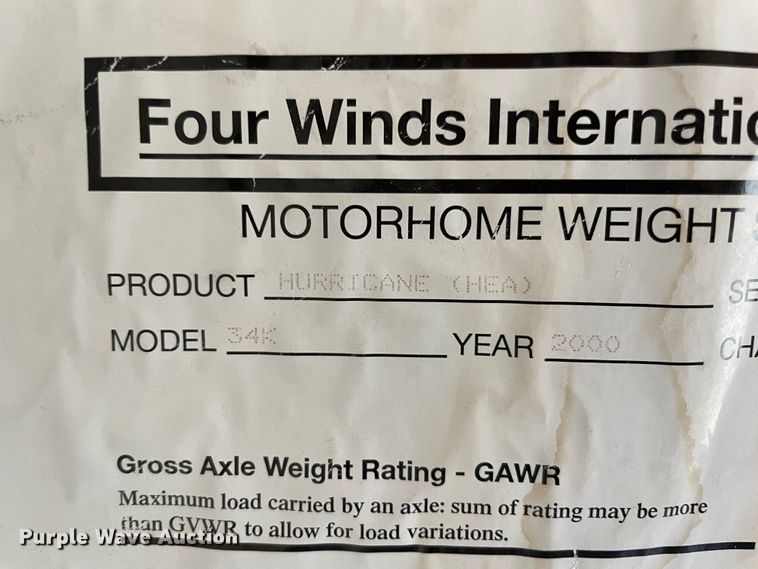 Four Winds Internatio
MOTORHOME WEIGHT S
PRODUCT HURRICANE (HEA) SE
MODEL 34K YEAR 2000 CHA
Gross Axle Weight Rating - GAWR
Maximum load carried by an axle: sum of rating may be more
than GVWR to allow for load variations.
Purple Wave Auction